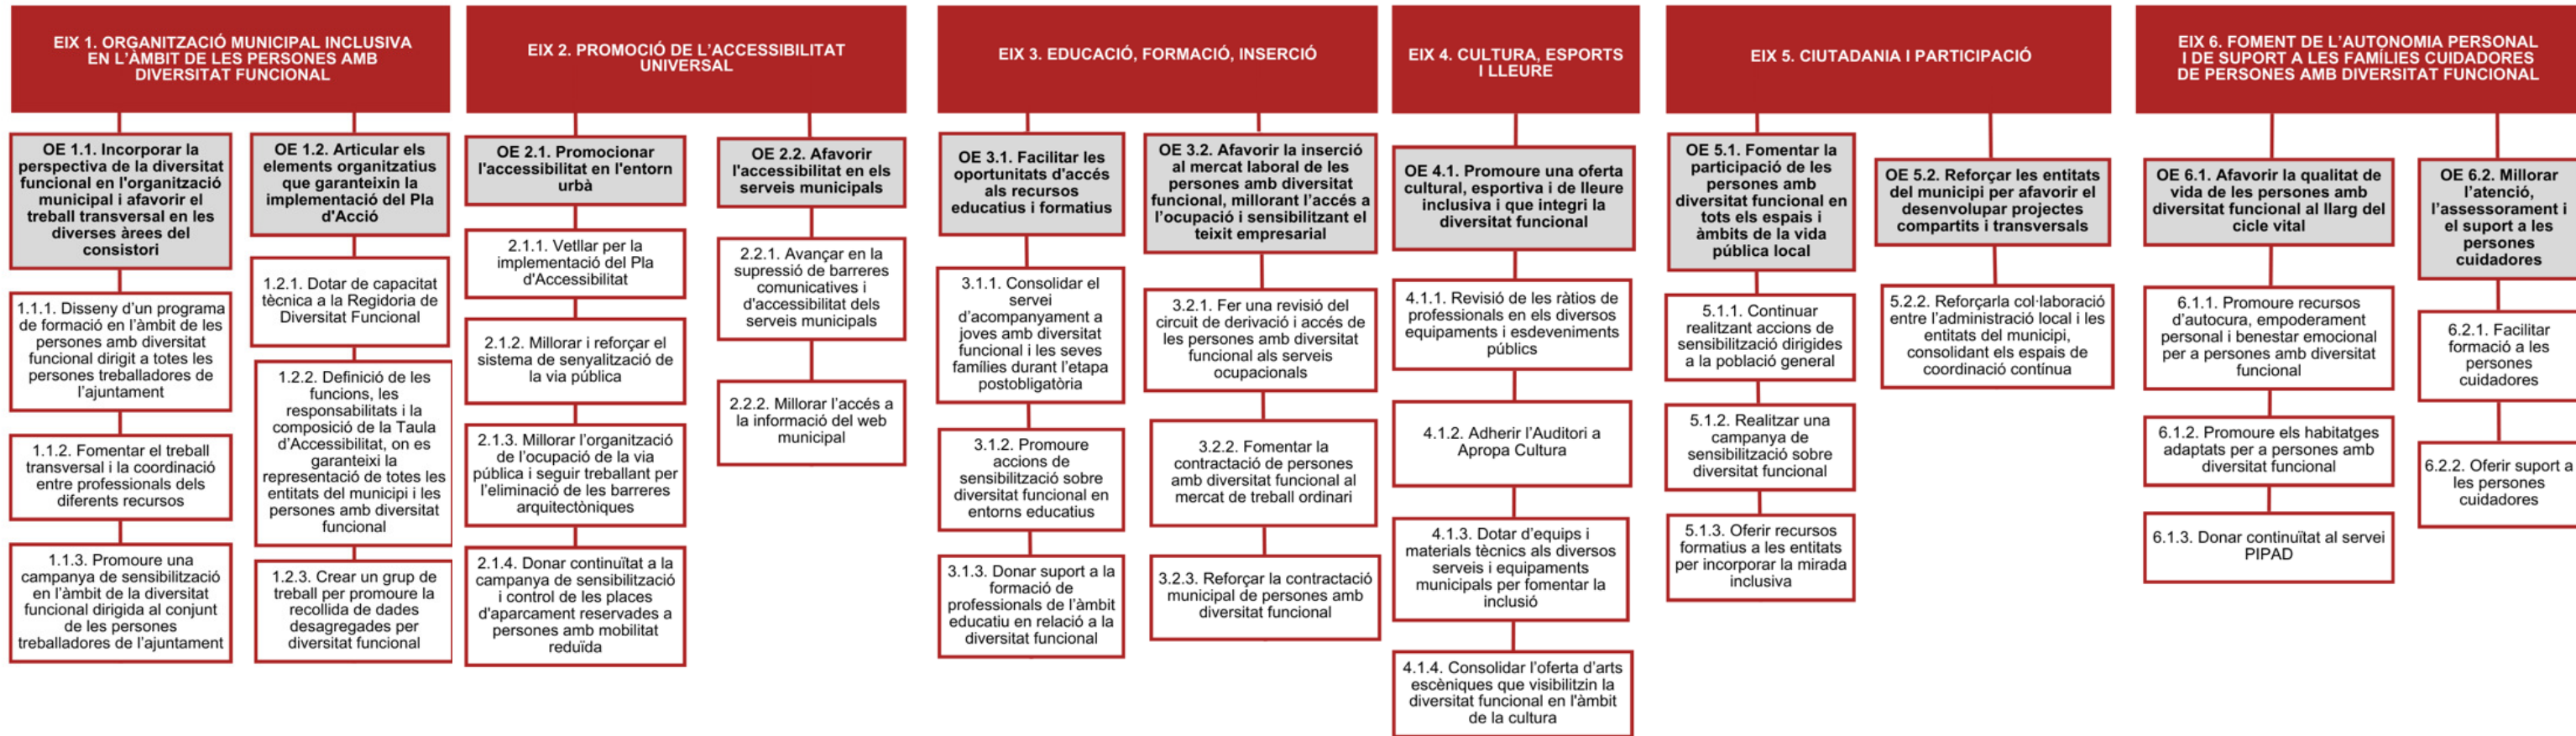 EIX 1. ORGANITZACIÓ MUNICIPAL INCLUSIVA
EN L'ÀMBIT DE LES PERSONES AMB
DIVERSITAT FUNCIONAL
OE 1.1. Incorporar la
perspectiva de la diversitat
funcional en l'organització
municipal i afavorir el
treball transversal en les
diverses àrees del
consistori
1.1.1. Disseny d'un programa
de formació en l'àmbit de les
persones amb diversitat
funcional dirigit a totes les
persones treballadores de
l'ajuntament
1.1.2. Fomentar el treball
transversal i la coordinació
entre professionals dels
diferents recursos
1.1.3. Promoure una
campanya de sensibilització
en l'àmbit de la diversitat
funcional dirigida al conjunt
de les persones
treballadores de l'ajuntament
OE 1.2. Articular els
elements organitzatius
que garanteixin la
implementació del Pla
d'Acció
1.2.1. Dotar de capacitat
tècnica a la Regidoria de
Diversitat Funcional
1.2.2. Definició de les
funcions, les
responsabilitats i la
composició de la Taula
d'Accessibilitat, on es
garanteixi la
representació de totes les
entitats del municipi i les
persones amb diversitat
funcional
1.2.3. Crear un grup de
treball per promoure la
recollida de dades
desagregades per
diversitat funcional
EIX 2. PROMOCIÓ DE L'ACCESSIBILITAT
UNIVERSAL
OE 2.1. Promocionar
l'accessibilitat en l'entorn
urbà
2.1.1. Vetllar per la
implementació del Pla
d'Accessibilitat
2.1.2. Millorar i reforçar el
sistema de senyalització de
la via pública
2.1.3. Millorar l'organització
de l'ocupació de la via
pública i seguir treballant per
l'eliminació de les barreres
arquitectòniques
2.1.4. Donar continuïtat a la
campanya de sensibilització
i control de les places
d'aparcament reservades a
persones amb mobilitat
reduïda
OE 2.2. Afavorir
l'accessibilitat en els
serveis municipals
2.2.1. Avançar en la
supressió de barreres
comunicatives i
d'accessibilitat dels
serveis municipals
2.2.2. Millorar l'accés a
la informació del web
municipal
EIX 3. EDUCACIÓ, FORMACIÓ, INSERCIÓ
OE 3.1. Facilitar les
oportunitats d'accés
als recursos
educatius i formatius
3.1.1. Consolidar el
servei
d'acompanyament a
joves amb diversitat
funcional i les seves
famílies durant l'etapa
postobligatòria
3.1.2. Promoure
accions de
sensibilització sobre
diversitat funcional en
entorns educatius
3.1.3. Donar suport a la
formació de
professionals de l'àmbit
educatiu en relació a la
diversitat funcional
OE 3.2. Afavorir la inserció
al mercat laboral de les
persones amb diversitat
funcional, millorant l'accés a
l'ocupació i sensibilitzant el
teixit empresarial
3.2.1. Fer una revisió del
circuit de derivació i accés de
les persones amb diversitat
funcional als serveis
ocupacionals
3.2.2. Fomentar la
contractació de persones
amb diversitat funcional al
mercat de treball ordinari
3.2.3. Reforçar la contractació
municipal de persones amb
diversitat funcional
EIX 4. CULTURA, ESPORTS
I LLEURE
OE 4.1. Promoure una oferta
cultural, esportiva i de lleure
inclusiva i que integri la
diversitat funcional
4.1.1. Revisió de les ràtios de
professionals en els diversos
equipaments i esdeveniments
públics
4.1.2. Adherir l'Auditori a
Apropa Cultura
4.1.3. Dotar d'equips i
materials tècnics als diversos
serveis i equipaments
municipals per fomentar la
inclusió
4.1.4. Consolidar l'oferta d'arts
escèniques que visibilitzin la
diversitat funcional en l'àmbit
de la cultura
EIX 5. CIUTADANIA I PARTICIPACIÓ
OE 5.1. Fomentar la
participació de les
persones amb
diversitat funcional en
tots els espais i
àmbits de la vida
pública local
5.1.1. Continuar
realitzant accions de
sensibilització dirigides
a la població general
5.1.2. Realitzar una
campanya de
sensibilització sobre
diversitat funcional
5.1.3. Oferir recursos
formatius a les entitats
per incorporar la mirada
inclusiva
OE 5.2. Reforçar les entitats
del municipi per afavorir el
desenvolupar projectes
compartits i transversals
5.2.2. Reforçarla col·laboració
entre l'administració local i les
entitats del municipi,
consolidant els espais de
coordinació contínua
EIX 6. FOMENT DE L'AUTONOMIA PERSONAL
I DE SUPORT A LES FAMÍLIES CUIDADORES
DE PERSONES AMB DIVERSITAT FUNCIONAL
OE 6.1. Afavorir la qualitat de
vida de les persones amb
diversitat funcional al llarg del
cicle vital
6.1.1. Promoure recursos
d'autocura, empoderament
personal i benestar emocional
per a persones amb diversitat
funcional
6.1.2. Promoure els habitatges
adaptats per a persones amb
diversitat funcional
6.1.3. Donar continuïtat al servei
PIPAD
OE 6.2. Millorar
l'atenció,
l'assessorament i
el suport a les
persones
cuidadores
6.2.1. Facilitar
formació a les
persones
cuidadores
6.2.2. Oferir suport a
les persones
cuidadores